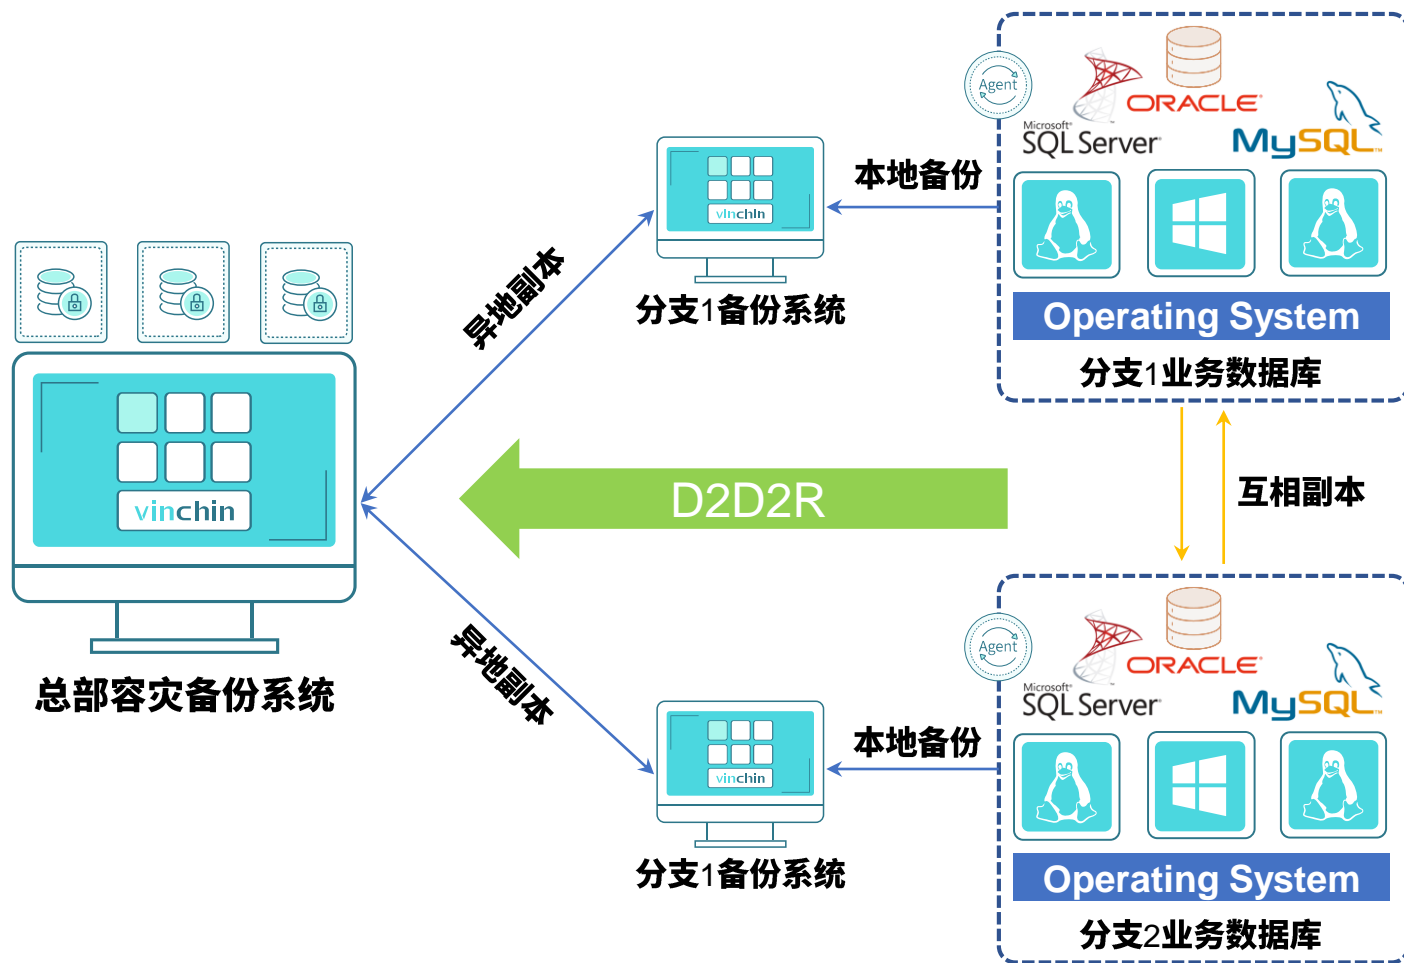 Agent
ORACLE
Microsoft®
SQL Server®
MySQL™
本地备份
vinchin
异地副本
分支1备份系统
Operating System
分支1业务数据库
vinchin
D2D2R
互相副本
总部容灾备份系统
异地副本
Agent
ORACLE
Microsoft®
SQL Server®
MySQL™
本地备份
vinchin
分支1备份系统
Operating System
分支2业务数据库